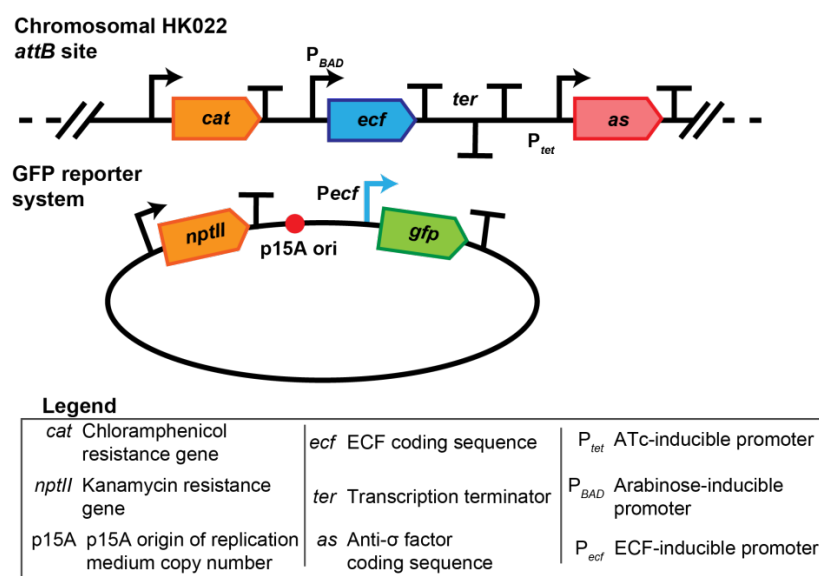 Chromosomal HK022
attB site
PBAD
cat
ecf
ter
Ptet
as
GFP reporter
system
nptII
p15A ori
Pecf
gfp
Legend
cat Chloramphenicol
resistance gene
nptII Kanamycin resistance
gene
p15A p15A origin of replication
medium copy number
ecf ECF coding sequence
ter Transcription terminator
as Anti-σ factor
coding sequence
Ptet ATc-inducible promoter
PBAD Arabinose-inducible
promoter
Pecf ECF-inducible promoter